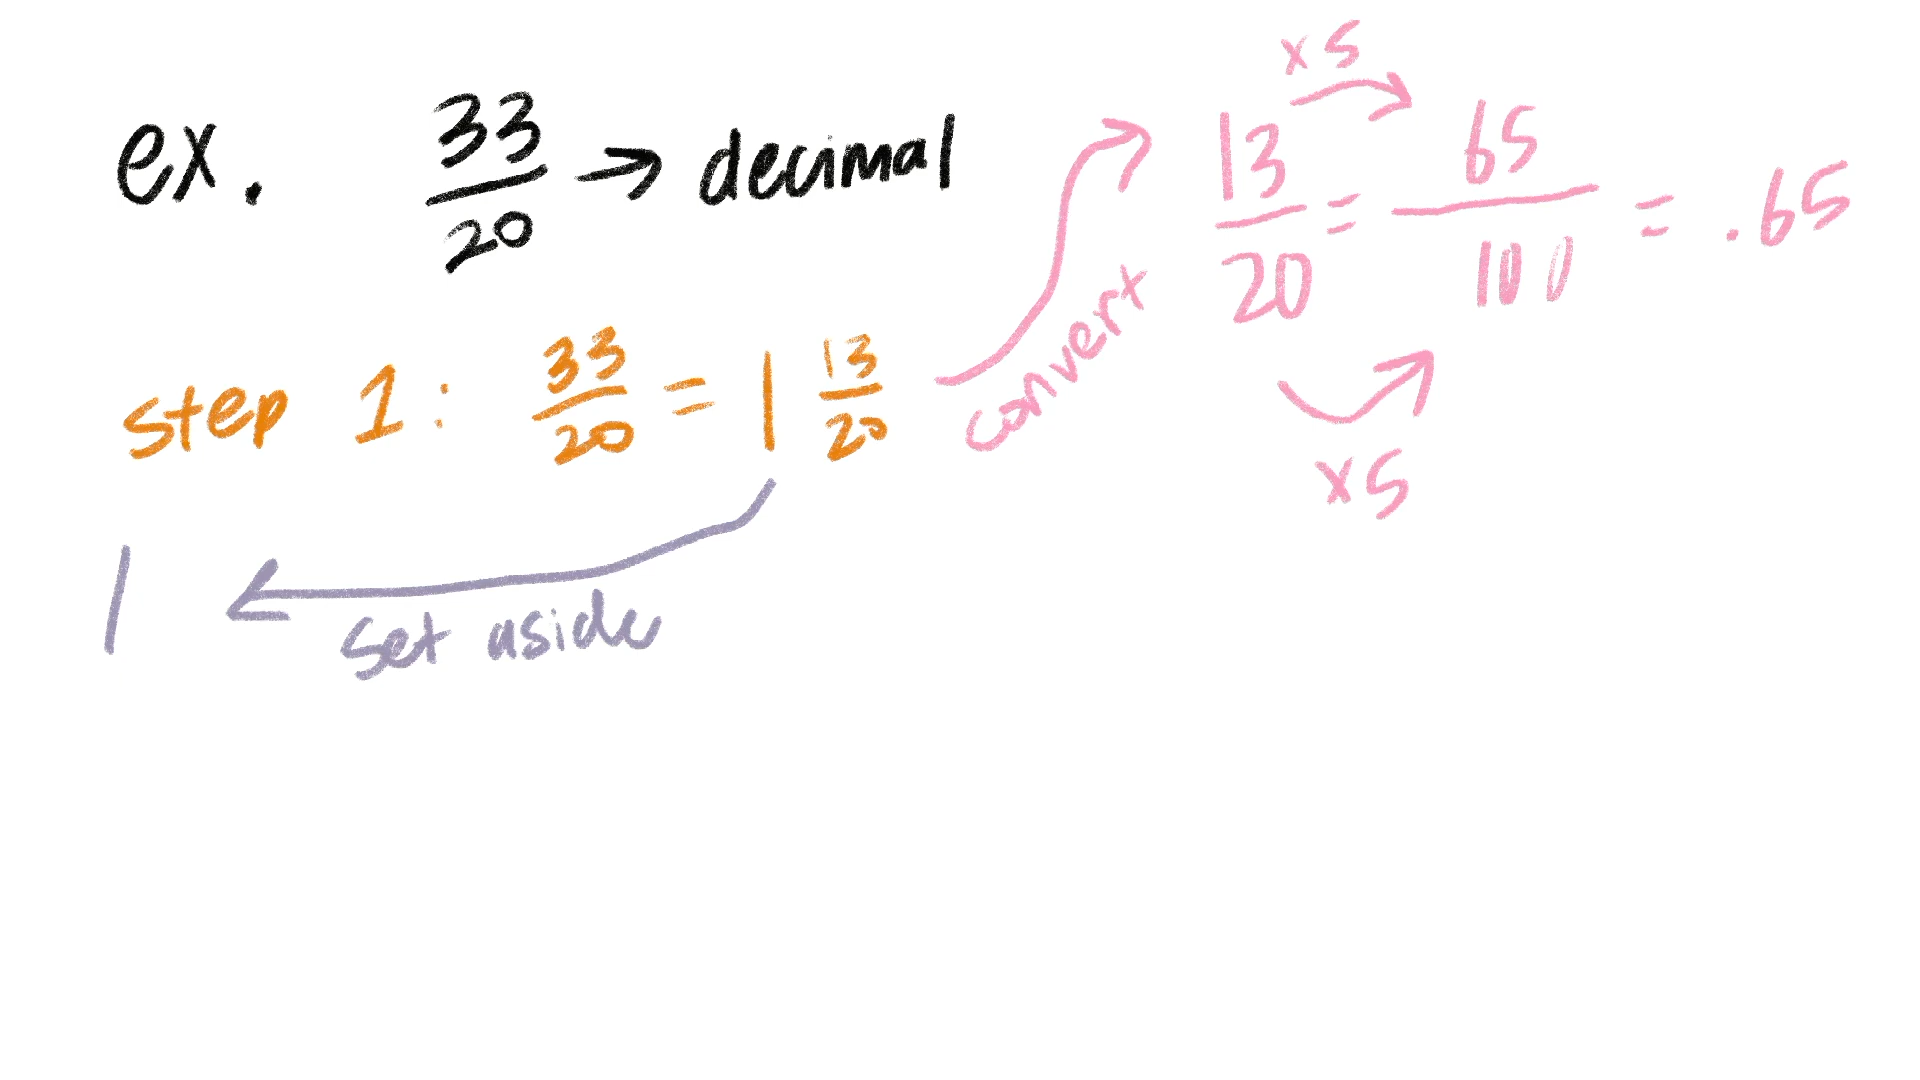 ex. 33/20 → decimal
step 1: 33/20 = 1 13/20
convert
x5
13/20 = 65/100 = .65
x5
1
set aside